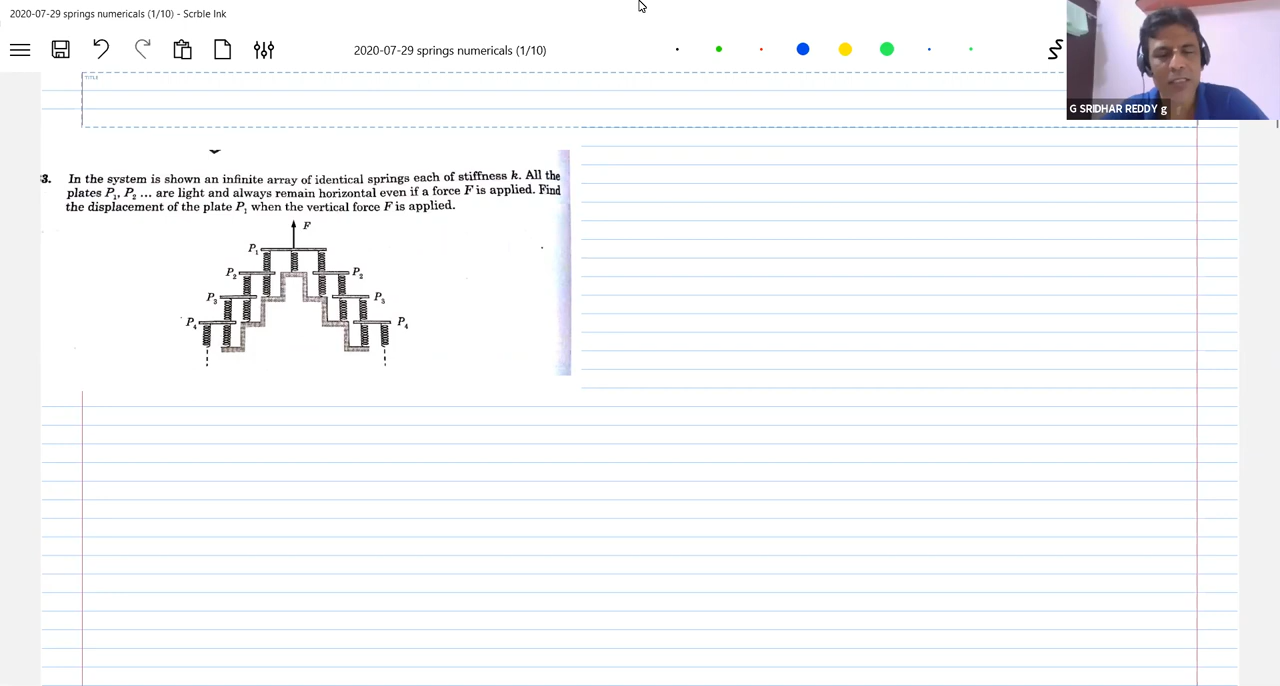 2020-07-29 springs numericals (1/10) - Scrble Ink
2020-07-29 springs numericals (1/10)
G SRIDHAR REDDY g
TITLE
3. In the system is shown an infinite array of identical springs each of stiffness k. All the
plates P₁, P₂ ... are light and always remain horizontal even if a force F is applied. Find
the displacement of the plate P₁ when the vertical force F is applied.
F
P₁
P₂ P₂
P₃ P₃
P₄ P₄